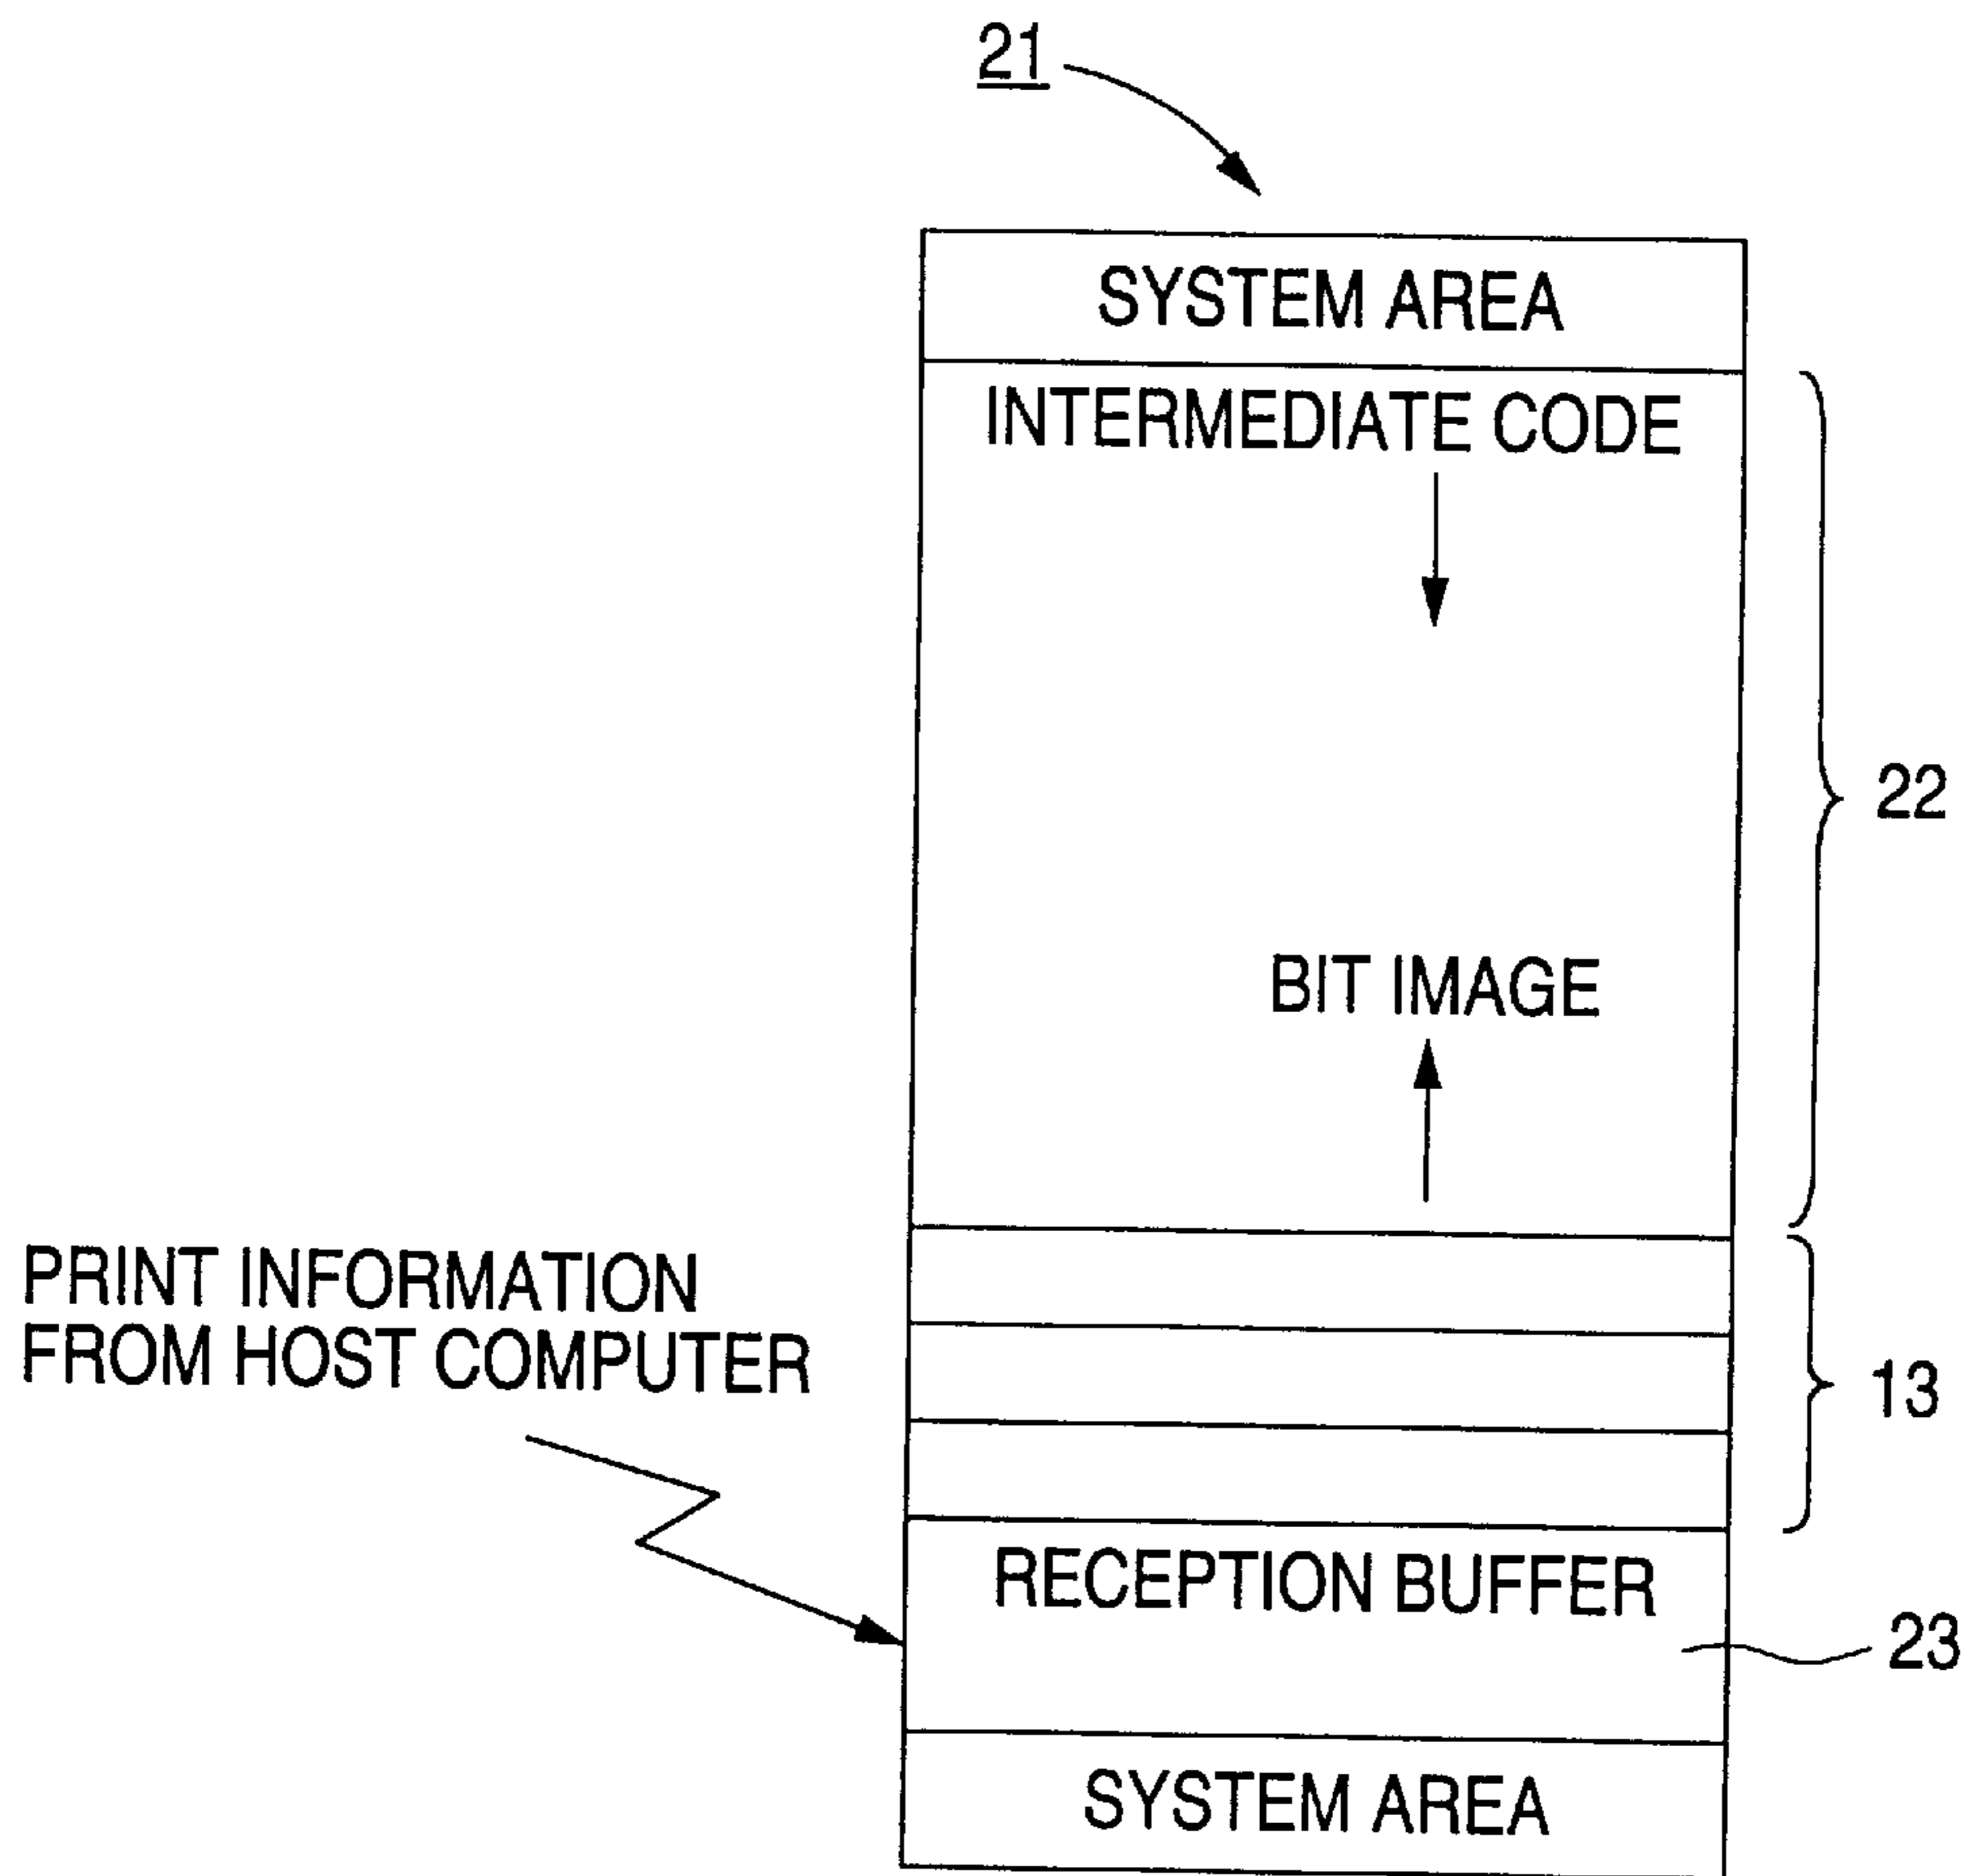 21
SYSTEM AREA
INTERMEDIATE CODE
22
BIT IMAGE
PRINT INFORMATION
FROM HOST COMPUTER
13
RECEPTION BUFFER
23
SYSTEM AREA